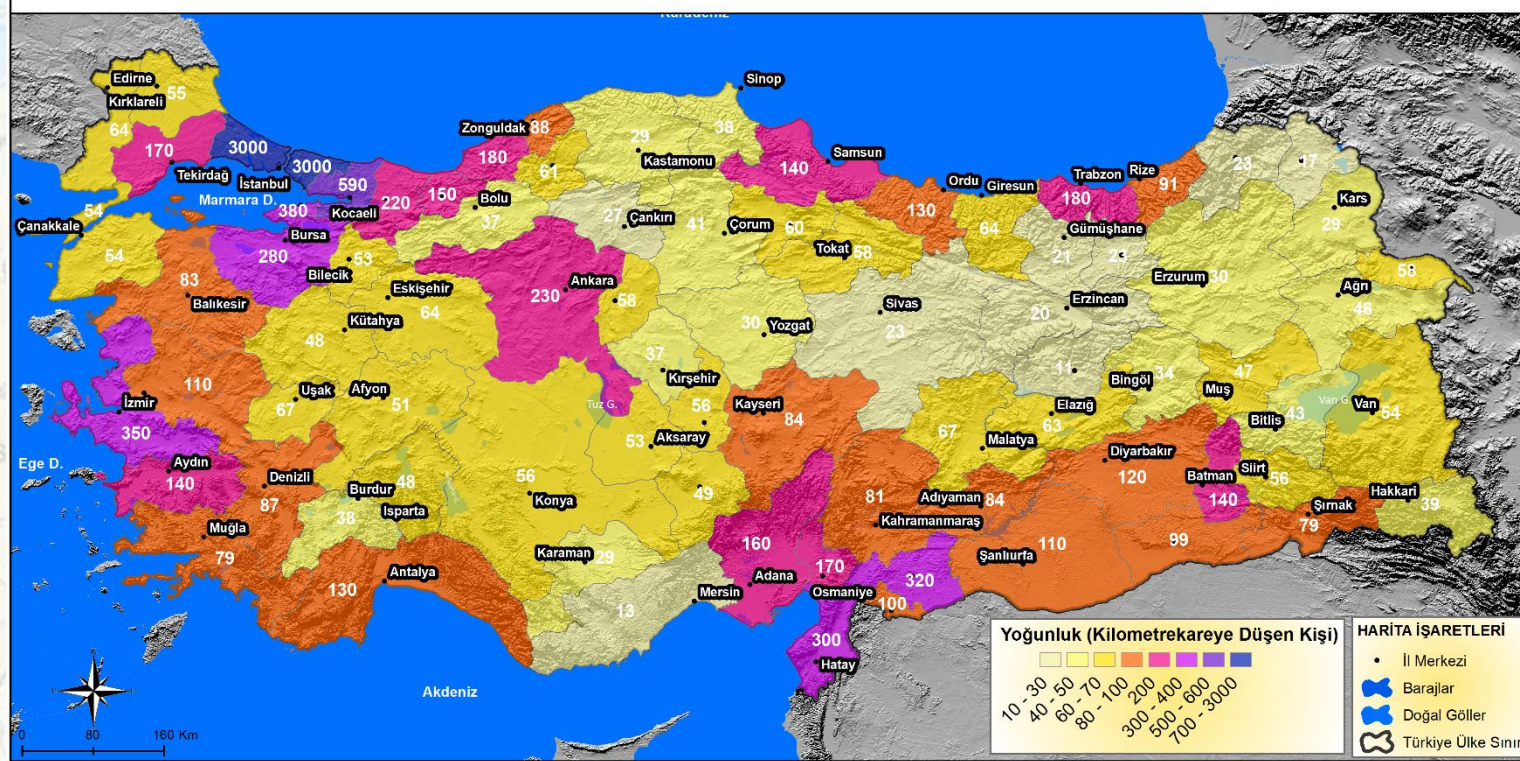 Karadeniz
Sinop
Edirne
55
Kırklareli
64
Zonguldak
88
29
38
3000
180
Kastamonu
140
Samsun
23
17
170
Tekirdağ
3000
İstanbul
590
61
Ordu
Giresun
Trabzon
Rize
91
Marmara D.
380
Kocaeli
220
150
Bolu
37
27
Çankırı
41
Çorum
60
130
64
180
Kars
29
54
Çanakkale
Bursa
280
54
Bilecik
53
Tokat
58
Gümüşhane
21
Erzurum
30
58
83
Balıkesir
Eskişehir
64
Ankara
230
58
Sivas
23
Erzincan
20
Ağrı
46
Kütahya
48
30
Yozgat
110
37
Kırşehir
11
Bingöl
34
47
Muş
Uşak
67
Afyon
51
Tuz G.
56
Kayseri
84
Elazığ
63
Van G.
43
Van
54
İzmir
350
53
Aksaray
67
Malatya
Bitlis
Ege D.
Aydın
140
Denizli
87
Burdur
48
38
Isparta
56
Konya
49
81
Adıyaman
84
Kahramanmaraş
Diyarbakır
120
Batman
140
Siirt
56
Şırnak
79
Hakkari
39
Muğla
79
Karaman
29
160
Adana
170
Osmaniye
320
Şanlıurfa
110
99
130
Antalya
13
Mersin
100
300
Hatay
Akdeniz
0 80 160 Km
Yoğunluk (Kilometrekareye Düşen Kişi)
10 - 30
40 - 50
60 - 70
80 - 100
200
300 - 400
500 - 600
700 - 3000
HARİTA İŞARETLERİ
İl Merkezi
Barajlar
Doğal Göller
Türkiye Ülke Sınır